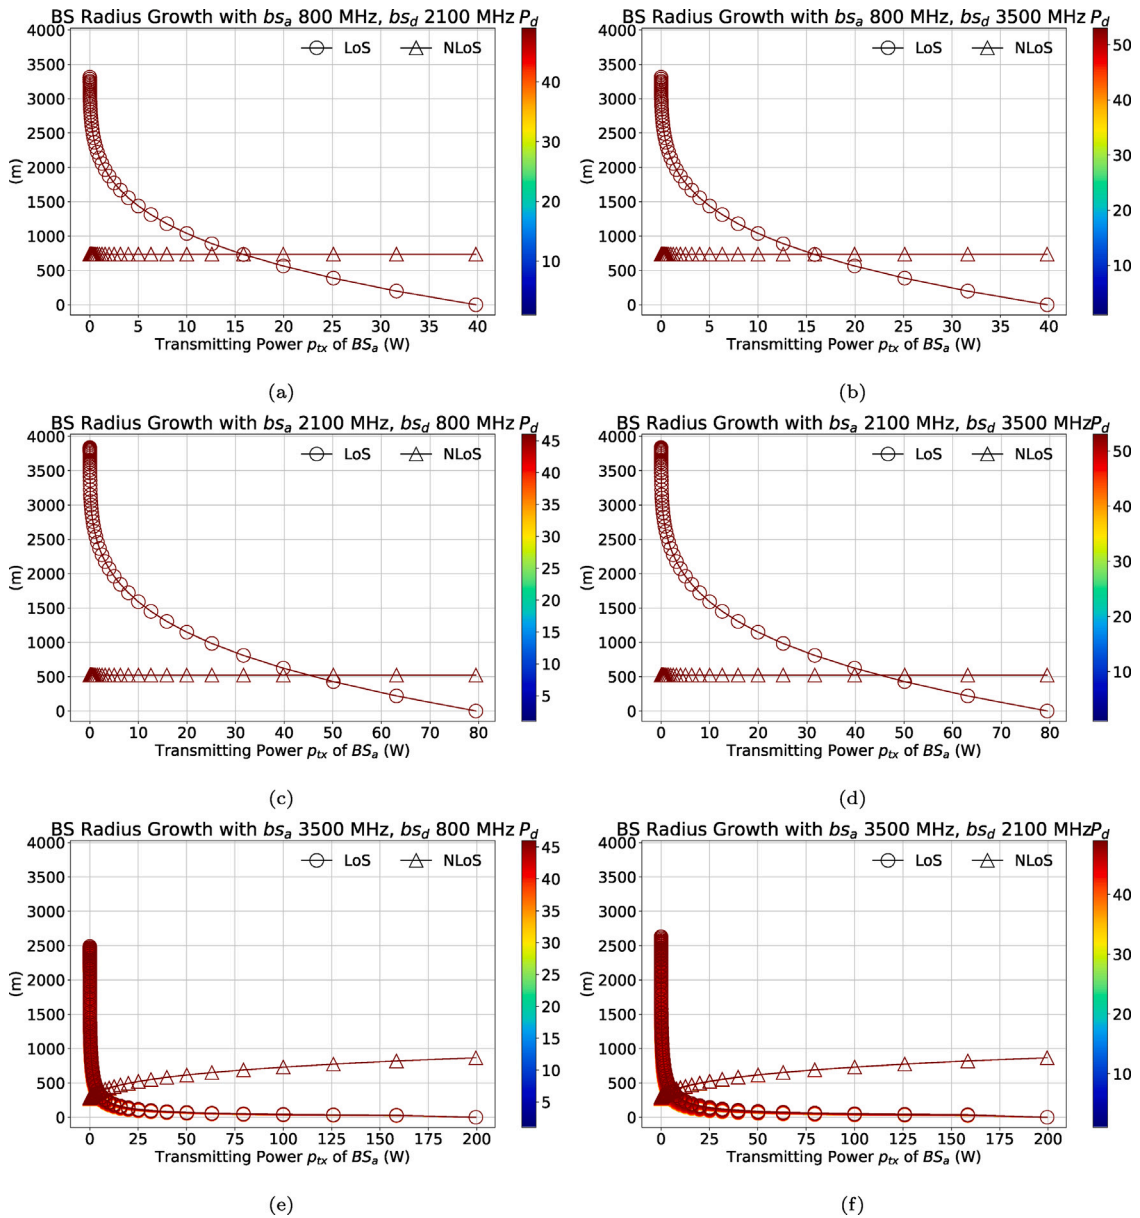 BS Radius Growth with bs_a 800 MHz, bs_d 2100 MHz P_d
LoS NLoS
4000
3500
3000
2500
2000
1500
1000
500
0
(m)
0 5 10 15 20 25 30 35 40
Transmitting Power p_tx of BS_a (W)
40
30
20
10
(a)
BS Radius Growth with bs_a 800 MHz, bs_d 3500 MHz P_d
LoS NLoS
4000
3500
3000
2500
2000
1500
1000
500
0
(m)
0 5 10 15 20 25 30 35 40
Transmitting Power p_tx of BS_a (W)
50
40
30
20
10
(b)
BS Radius Growth with bs_a 2100 MHz, bs_d 800 MHz P_d
LoS NLoS
4000
3500
3000
2500
2000
1500
1000
500
0
(m)
0 10 20 30 40 50 60 70 80
Transmitting Power p_tx of BS_a (W)
45
40
35
30
25
20
15
10
5
(c)
BS Radius Growth with bs_a 2100 MHz, bs_d 3500 MHz P_d
LoS NLoS
4000
3500
3000
2500
2000
1500
1000
500
0
(m)
0 10 20 30 40 50 60 70 80
Transmitting Power p_tx of BS_a (W)
50
40
30
20
10
(d)
BS Radius Growth with bs_a 3500 MHz, bs_d 800 MHz P_d
LoS NLoS
4000
3500
3000
2500
2000
1500
1000
500
0
(m)
0 25 50 75 100 125 150 175 200
Transmitting Power p_tx of BS_a (W)
45
40
35
30
25
20
15
10
5
(e)
BS Radius Growth with bs_a 3500 MHz, bs_d 2100 MHz P_d
LoS NLoS
4000
3500
3000
2500
2000
1500
1000
500
0
(m)
0 25 50 75 100 125 150 175 200
Transmitting Power p_tx of BS_a (W)
40
30
20
10
(f)